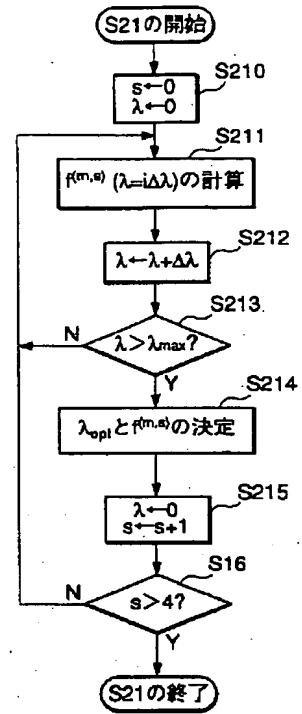 S21の開始
S210
s←0
λ←0
S211
f(m,s) (λ=iΔλ)の計算
S212
λ←λ+Δλ
S213
N
λ>λmax?
Y
S214
λoptとf(m,s)の決定
S215
λ←0
s←s+1
S16
N
s>4?
Y
S21の終了